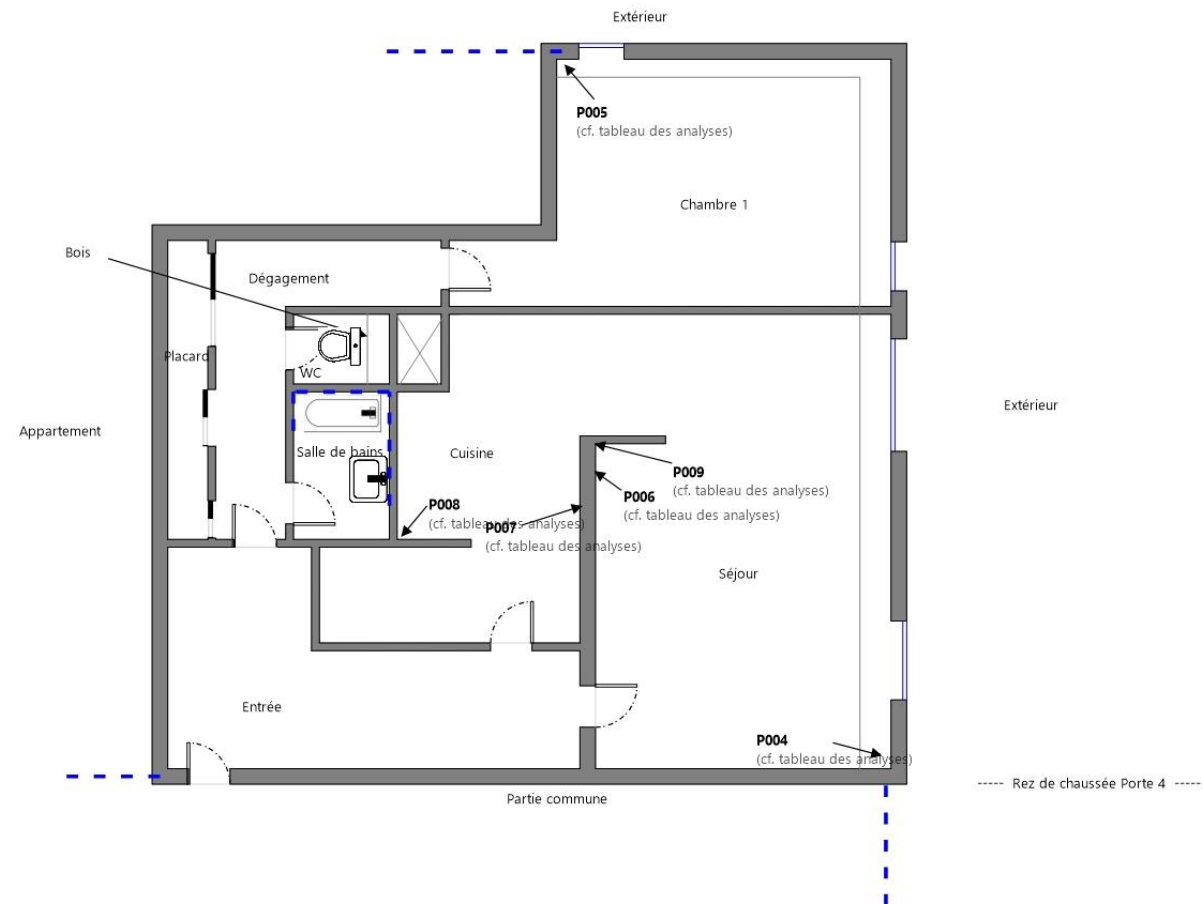 Extérieur
P005
(cf. tableau des analyses)
Chambre 1
Bois
Dégagement
Placard
WC
Appartement
Extérieur
Salle de bains
Cuisine
P009
(cf. tableau des analyses)
P006
(cf. tableau des analyses)
P008
(cf. tableau des analyses)
P007
(cf. tableau des analyses)
Séjour
Entrée
P004
(cf. tableau des analyses)
Partie commune
----- Rez de chaussée Porte 4 -----